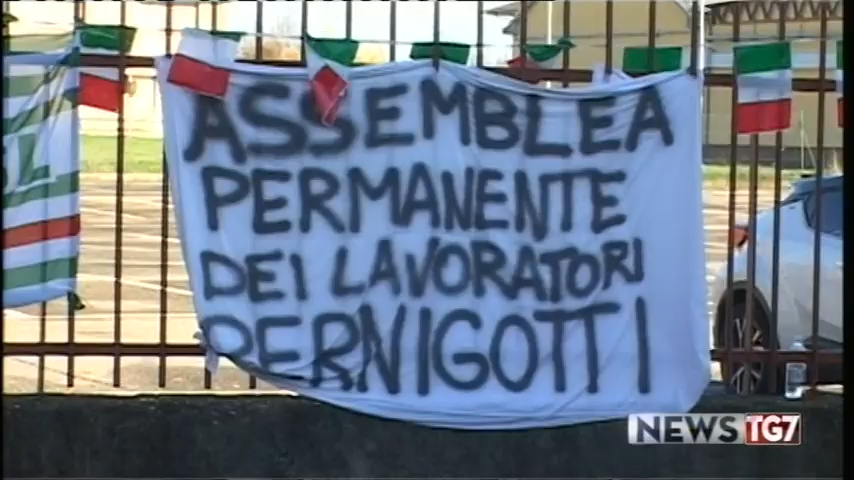 ASSEMBLEA
PERMANENTE
DEI LAVORATORI
PERNIGOTTI
NEWS TG7